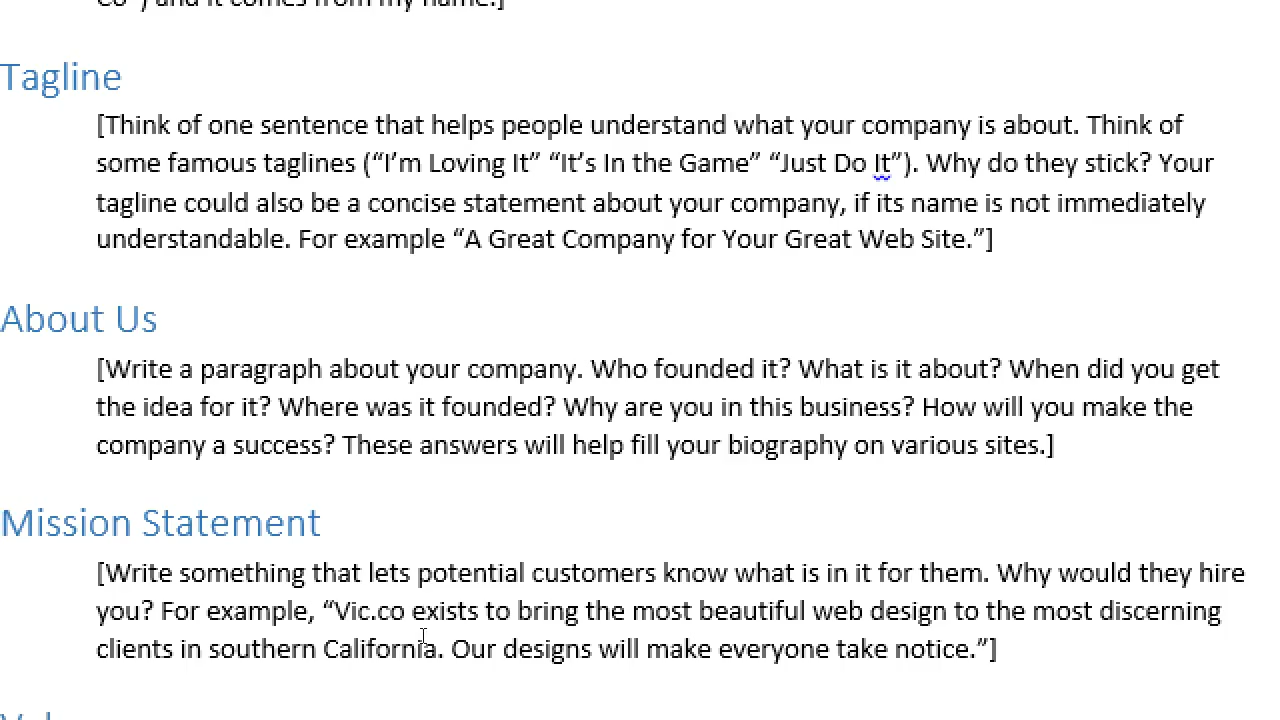 and it comes from my name.]
Tagline
[Think of one sentence that helps people understand what your company is about. Think of
some famous taglines (“I’m Loving It” “It’s In the Game” “Just Do It”). Why do they stick? Your
tagline could also be a concise statement about your company, if its name is not immediately
understandable. For example “A Great Company for Your Great Web Site.”]
About Us
[Write a paragraph about your company. Who founded it? What is it about? When did you get
the idea for it? Where was it founded? Why are you in this business? How will you make the
company a success? These answers will help fill your biography on various sites.]
Mission Statement
[Write something that lets potential customers know what is in it for them. Why would they hire
you? For example, “Vic.co exists to bring the most beautiful web design to the most discerning
clients in southern California. Our designs will make everyone take notice.”]